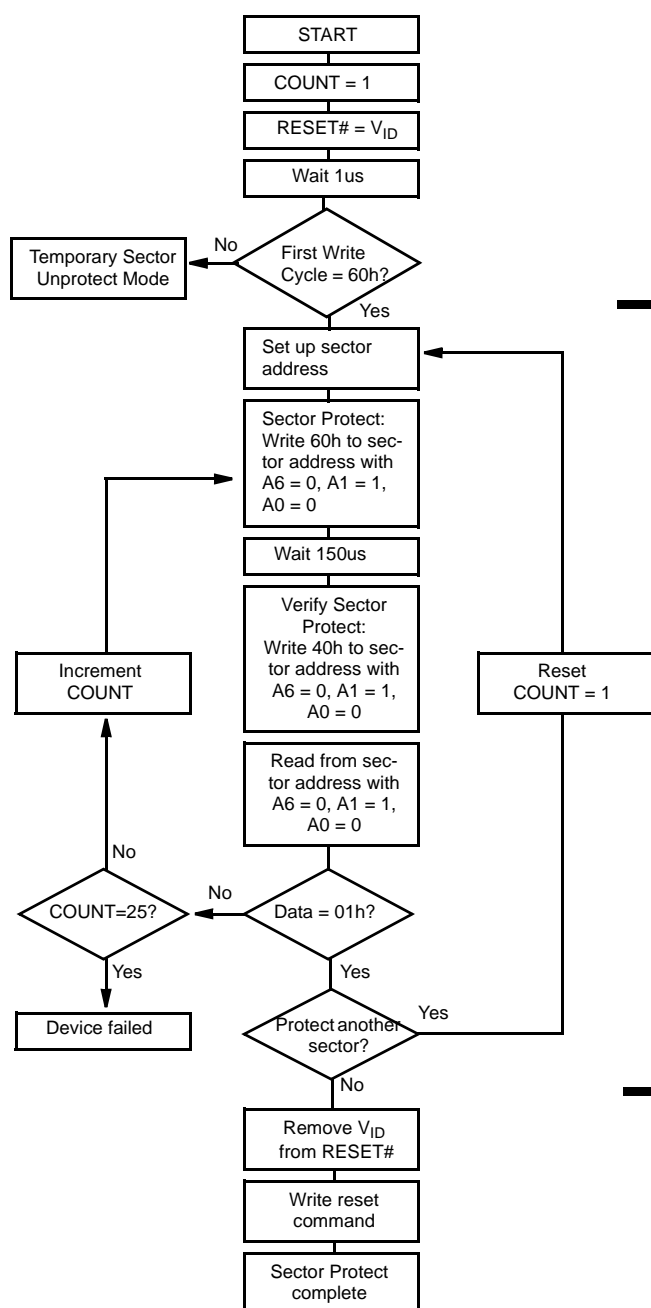 START
COUNT = 1
RESET# = VID
Wait 1us
First Write
Cycle = 60h?
No
Temporary Sector
Unprotect Mode
Yes
Set up sector
address
Sector Protect:
Write 60h to sec-
tor address with
A6 = 0, A1 = 1,
A0 = 0
Wait 150us
Verify Sector
Protect:
Write 40h to sec-
tor address with
A6 = 0, A1 = 1,
A0 = 0
Increment
COUNT
Reset
COUNT = 1
Read from sec-
tor address with
A6 = 0, A1 = 1,
A0 = 0
No
COUNT=25?
No
Data = 01h?
Yes
Yes
Device failed
Protect another
sector?
Yes
No
Remove VID
from RESET#
Write reset
command
Sector Protect
complete